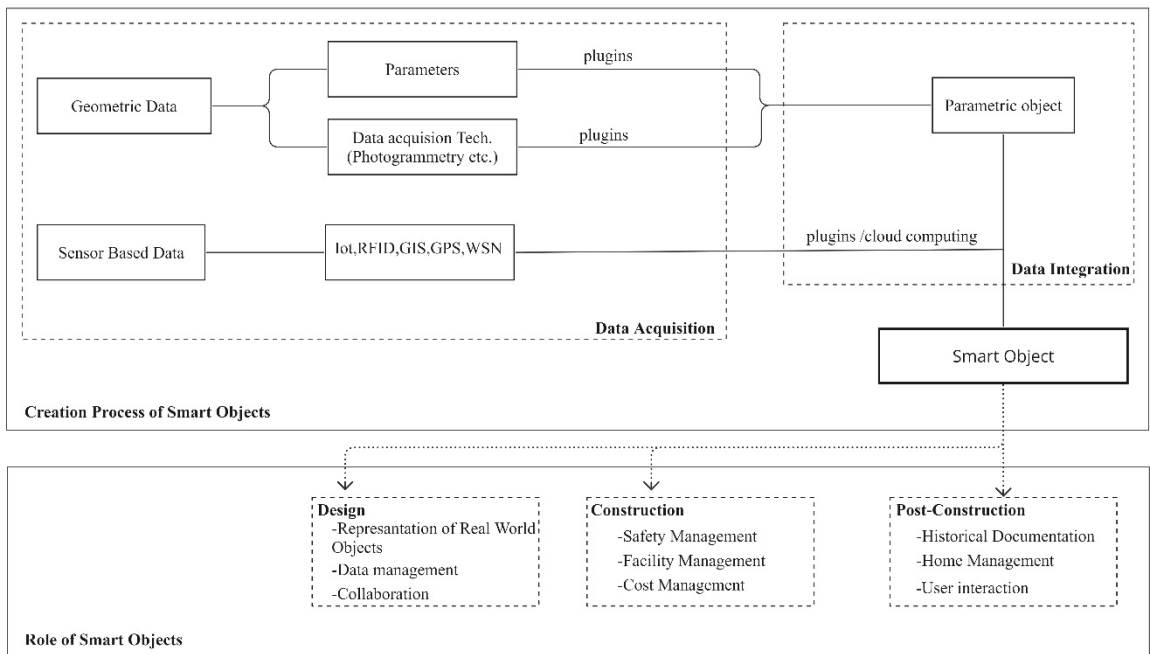 Parameters
plugins
Geometric Data
Parametric object
Data acquision Tech.
(Photogrammetry etc.)
plugins
Sensor Based Data
Iot,RFID,GIS,GPS,WSN
plugins /cloud computing
Data Integration
Data Acquisition
Smart Object
Creation Process of Smart Objects
Design
-Represantation of Real World
Objects
-Data management
-Collaboration
Construction
-Safety Management
-Facility Management
-Cost Management
Post-Construction
-Historical Documentation
-Home Management
-User interaction
Role of Smart Objects